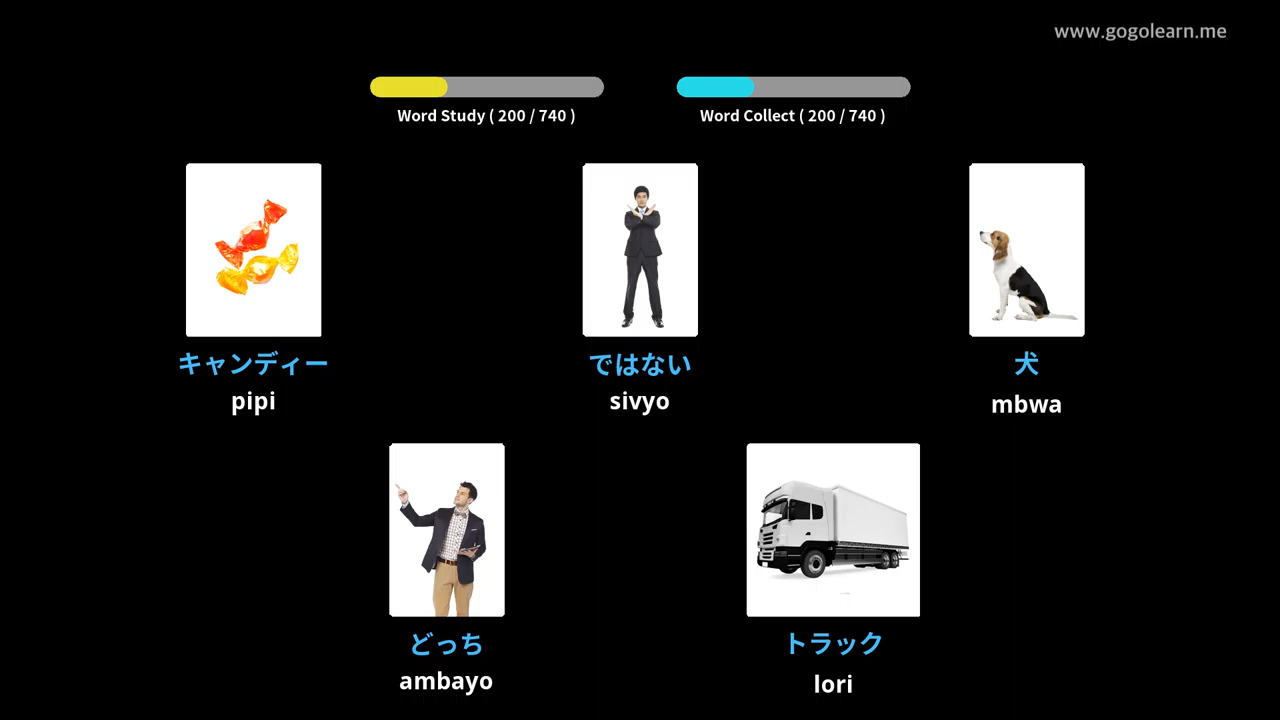 www.gogolearn.me
Word Study ( 200 / 740 )
Word Collect ( 200 / 740 )
キャンディー
pipi
ではない
sivyo
犬
mbwa
どっち
ambayo
トラック
lori